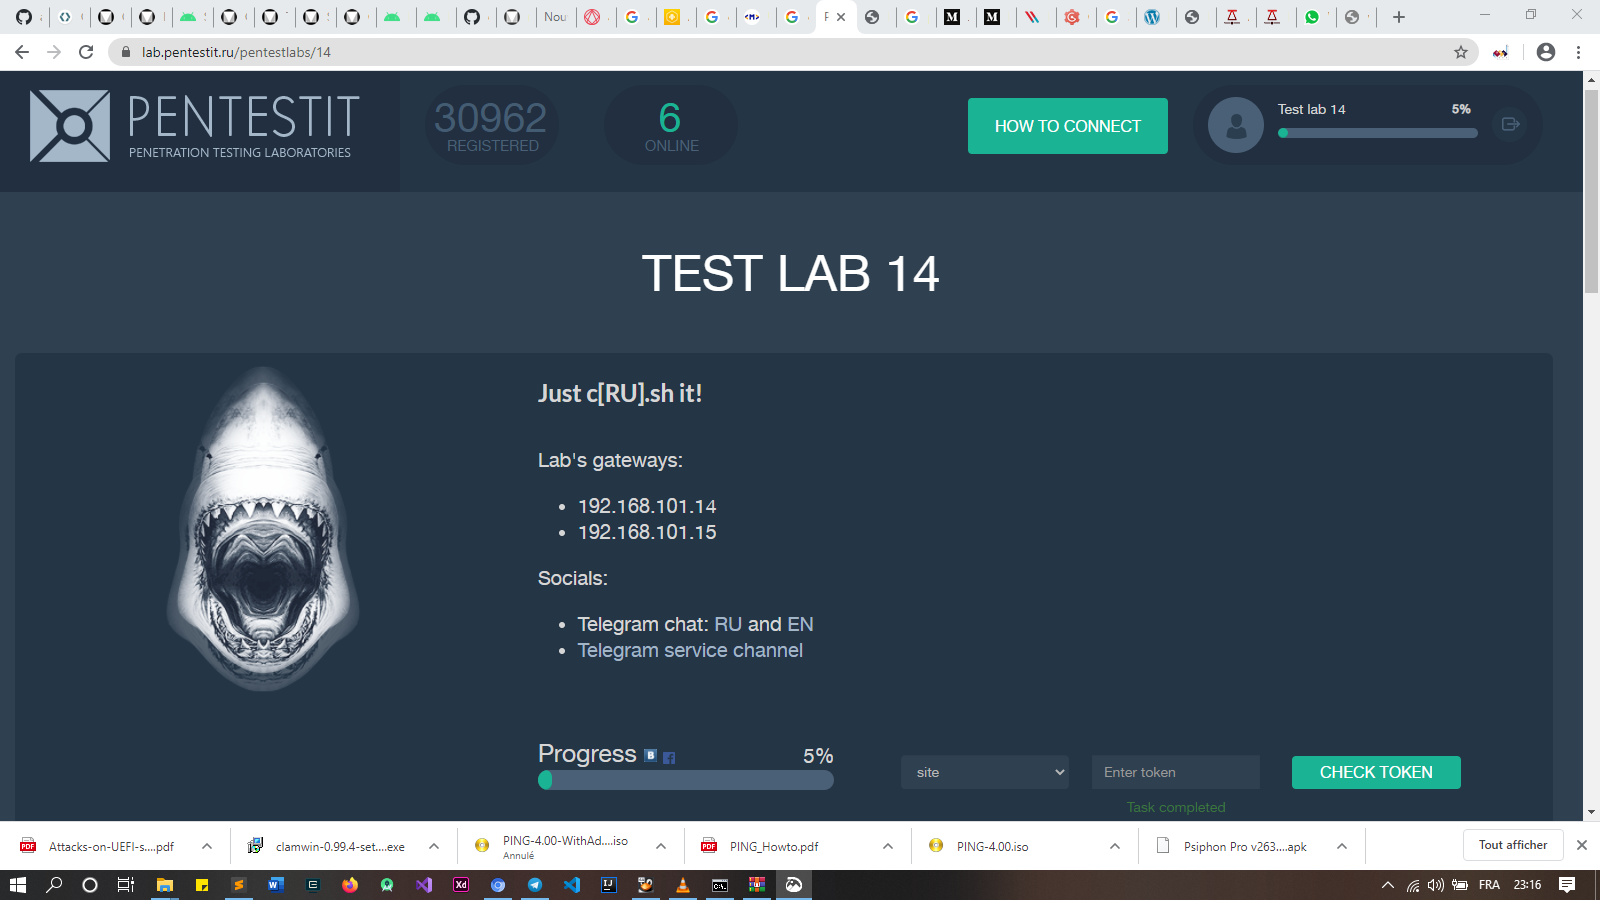 lab.pentestit.ru/pentestlabs/14
PENTESTIT
PENETRATION TESTING LABORATORIES
30962
REGISTERED
6
ONLINE
HOW TO CONNECT
Test lab 14
5%
TEST LAB 14
Just c[RU].sh it!
Lab's gateways:
192.168.101.14
192.168.101.15
Socials:
Telegram chat: RU and EN
Telegram service channel
Progress
5%
site
Enter token
CHECK TOKEN
Task completed
Attacks-on-UEFI-s....pdf
clamwin-0.99.4-set....exe
PING-4.00-WithAd....iso
Annulé
PING_Howto.pdf
PING-4.00.iso
Psiphon Pro v263....apk
Tout afficher
FRA
23:16